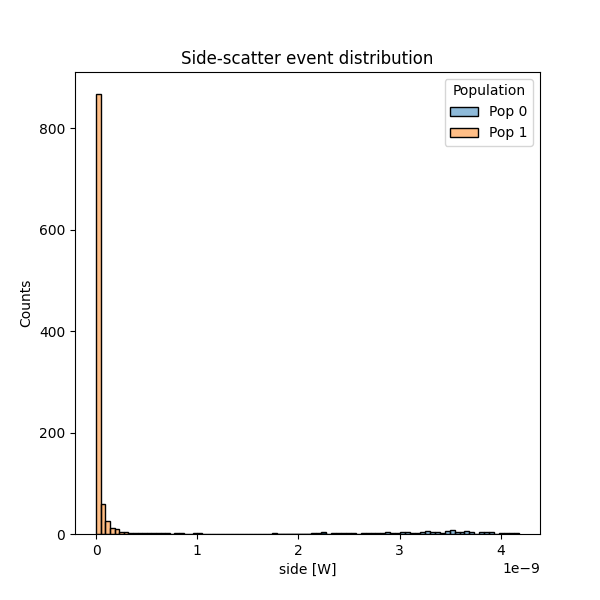 Side-scatter event distribution
Population
Pop 0
Pop 1
800
600
400
200
0
Counts
0 1 2 3 4
side [W]
1e−9